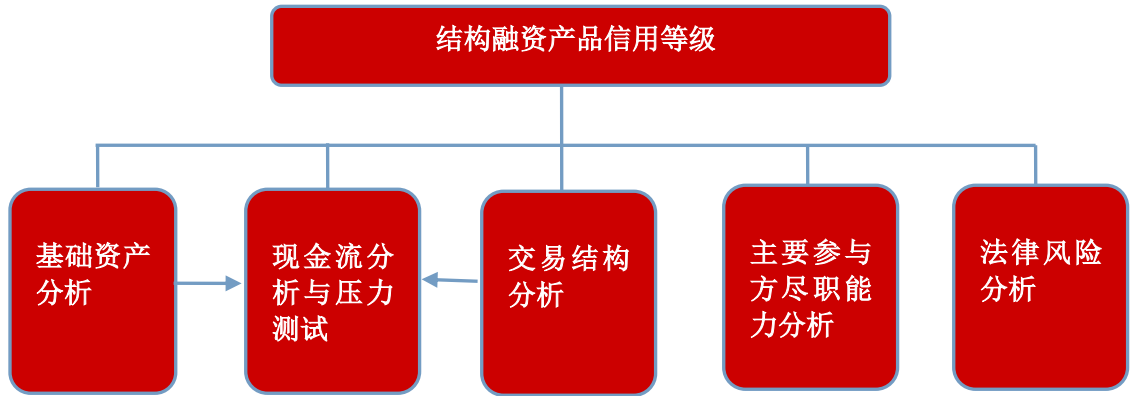 结构融资产品信用等级
基础资产
分析
现金流分
析与压力
测试
交易结构
分析
主要参与
方尽职能
力分析
法律风险
分析